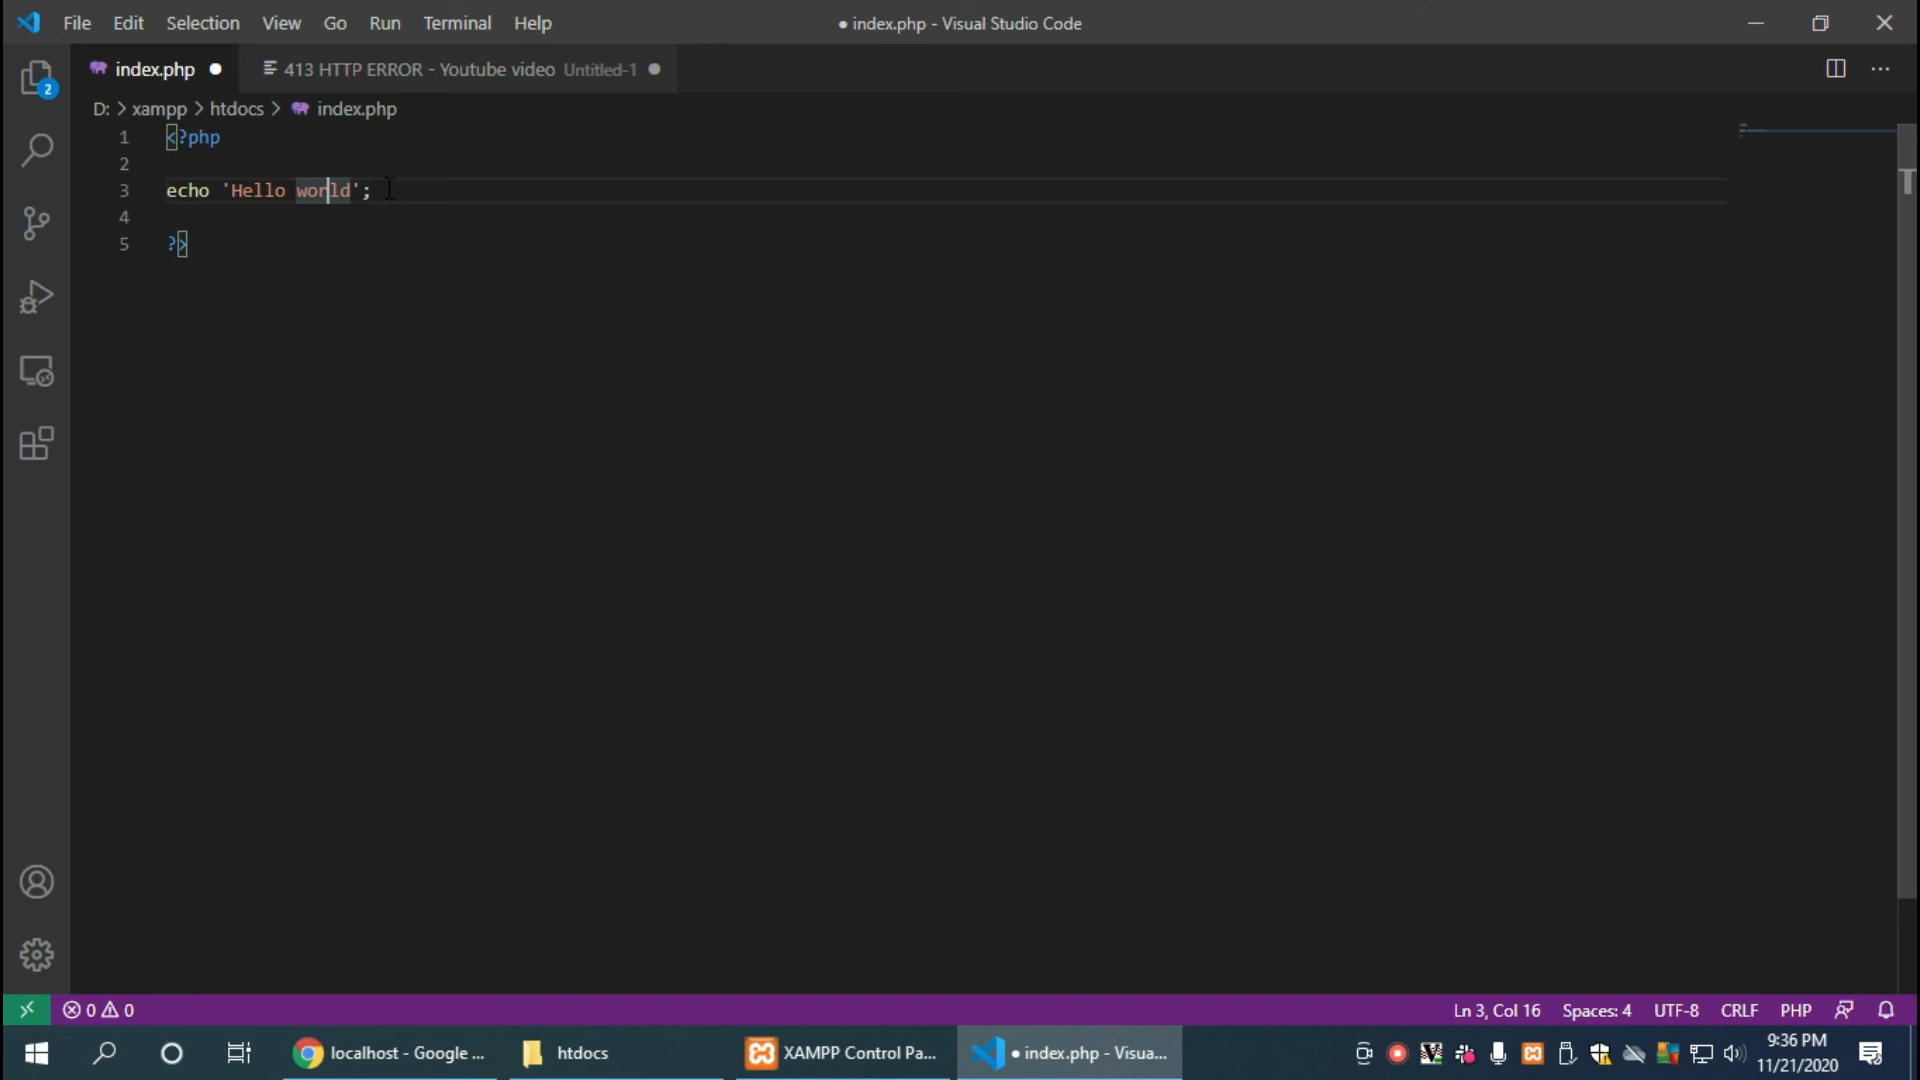 File Edit Selection View Go Run Terminal Help ● index.php - Visual Studio Code
index.php ● 413 HTTP ERROR - Youtube video Untitled-1 ●
2
D: > xampp > htdocs > index.php
1 <?php
2
3 echo 'Hello world';
4
5 ?>
0 0 Ln 3, Col 16 Spaces: 4 UTF-8 CRLF PHP
localhost - Google ... htdocs XAMPP Control Pa... ● index.php - Visua... 9:36 PM
11/21/2020